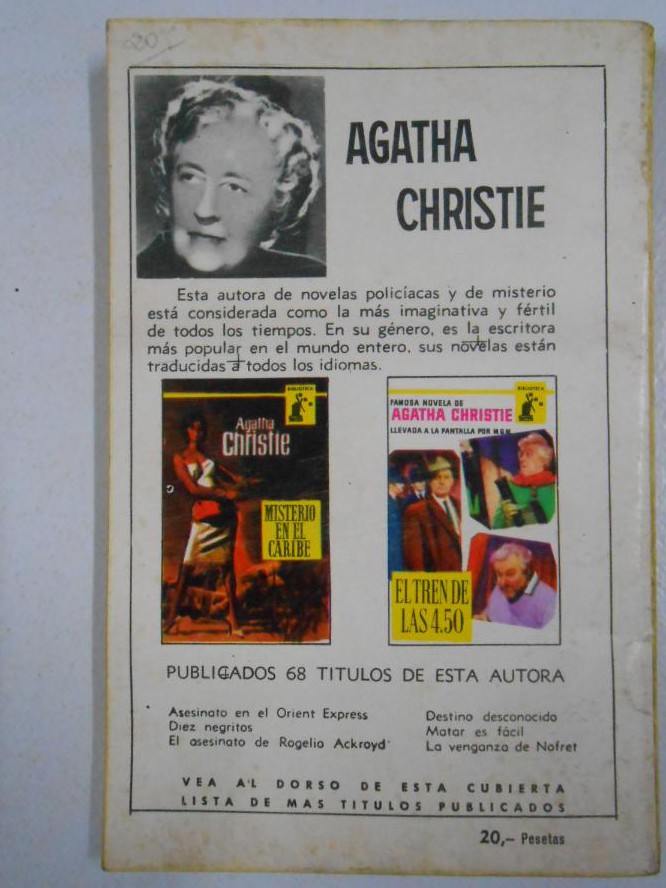 20
AGATHA
CHRISTIE
Esta autora de novelas policíacas y de misterio
está considerada como la más imaginativa y fértil
de todos los tiempos. En su género, es la escritora
más popular en el mundo entero, sus novelas están
traducidas a todos los idiomas.
BIBLIOTECA
Agatha
Christie
MISTERIO
EN EL
CARIBE
BIBLIOTECA
FAMOSA NOVELA DE
AGATHA CHRISTIE
LLEVADA A LA PANTALLA POR M.G.M.
EL TREN DE
LAS 4.50
PUBLICADOS 68 TITULOS DE ESTA AUTORA
Asesinato en el Orient Express
Diez negritos
El asesinato de Rogelio Ackroyd
Destino desconocido
Matar es fácil
La venganza de Nofret
VEA AL DORSO DE ESTA CUBIERTA
LISTA DE MAS TITULOS PUBLICADOS
20,— Pesetas